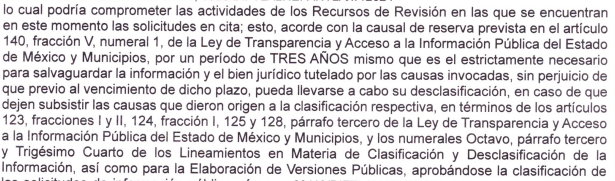 lo cual podría comprometer las actividades de los Recursos de Revisión en las que se encuentran
en este momento las solicitudes en cita; esto, acorde con la causal de reserva prevista en el artículo
140, fracción V, numeral 1, de la Ley de Transparencia y Acceso a la Información Pública del Estado
de México y Municipios, por un período de TRES AÑOS mismo que es el estrictamente necesario
para salvaguardar la información y el bien jurídico tutelado por las causas invocadas, sin perjuicio de
que previo al vencimiento de dicho plazo, pueda llevarse a cabo su desclasificación, en caso de que
dejen subsistir las causas que dieron origen a la clasificación respectiva, en términos de los artículos
123, fracciones I y II, 124, fracción I, 125 y 128, párrafo tercero de la Ley de Transparencia y Acceso
a la Información Pública del Estado de México y Municipios, y los numerales Octavo, párrafo tercero
y Trigésimo Cuarto de los Lineamientos en Materia de Clasificación y Desclasificación de la
Información, así como para la Elaboración de Versiones Públicas, aprobándose la clasificación de